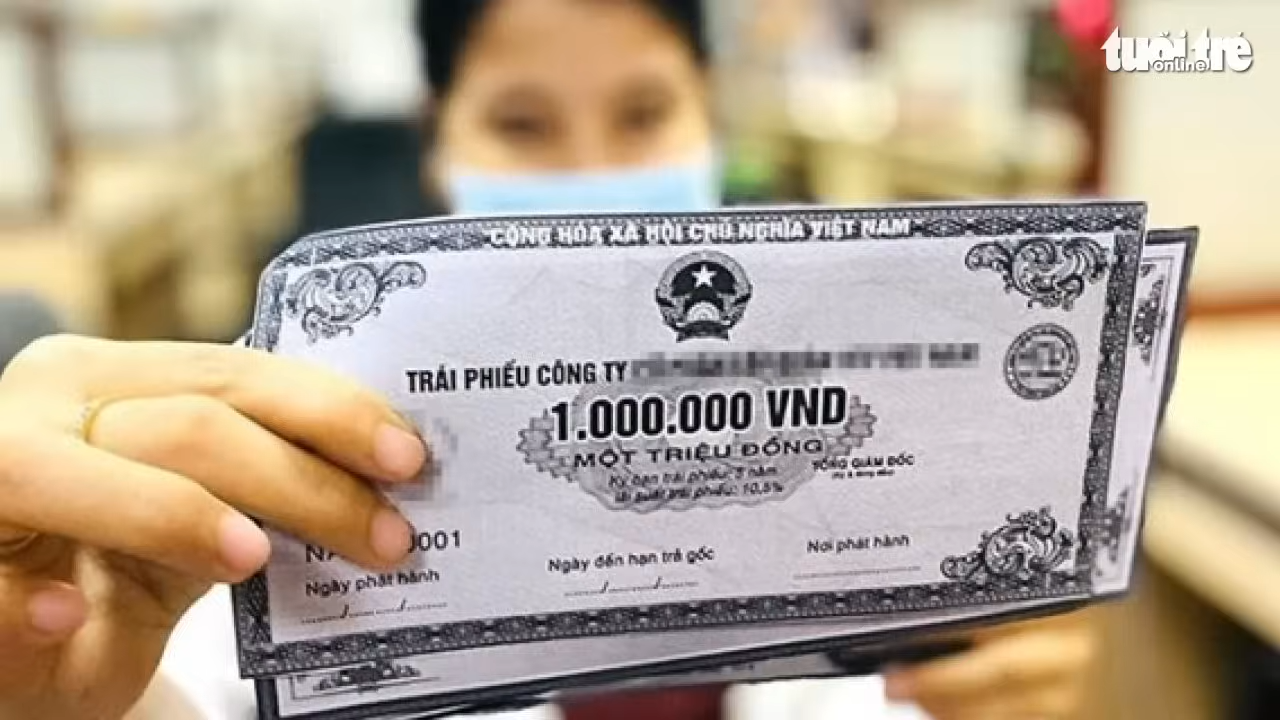 tuổi trẻ
online
CỘNG HÒA XÃ HỘI CHỦ NGHĨA VIỆT NAM
TRÁI PHIẾU CÔNG TY
1.000.000 VND
MỘT TRIỆU ĐỒNG
Kỳ hạn trái phiếu: năm
lãi suất trái phiếu: 10,5%
TỔNG GIÁM ĐỐC
0001
Ngày phát hành
Ngày đến hạn trả gốc
Nơi phát hành